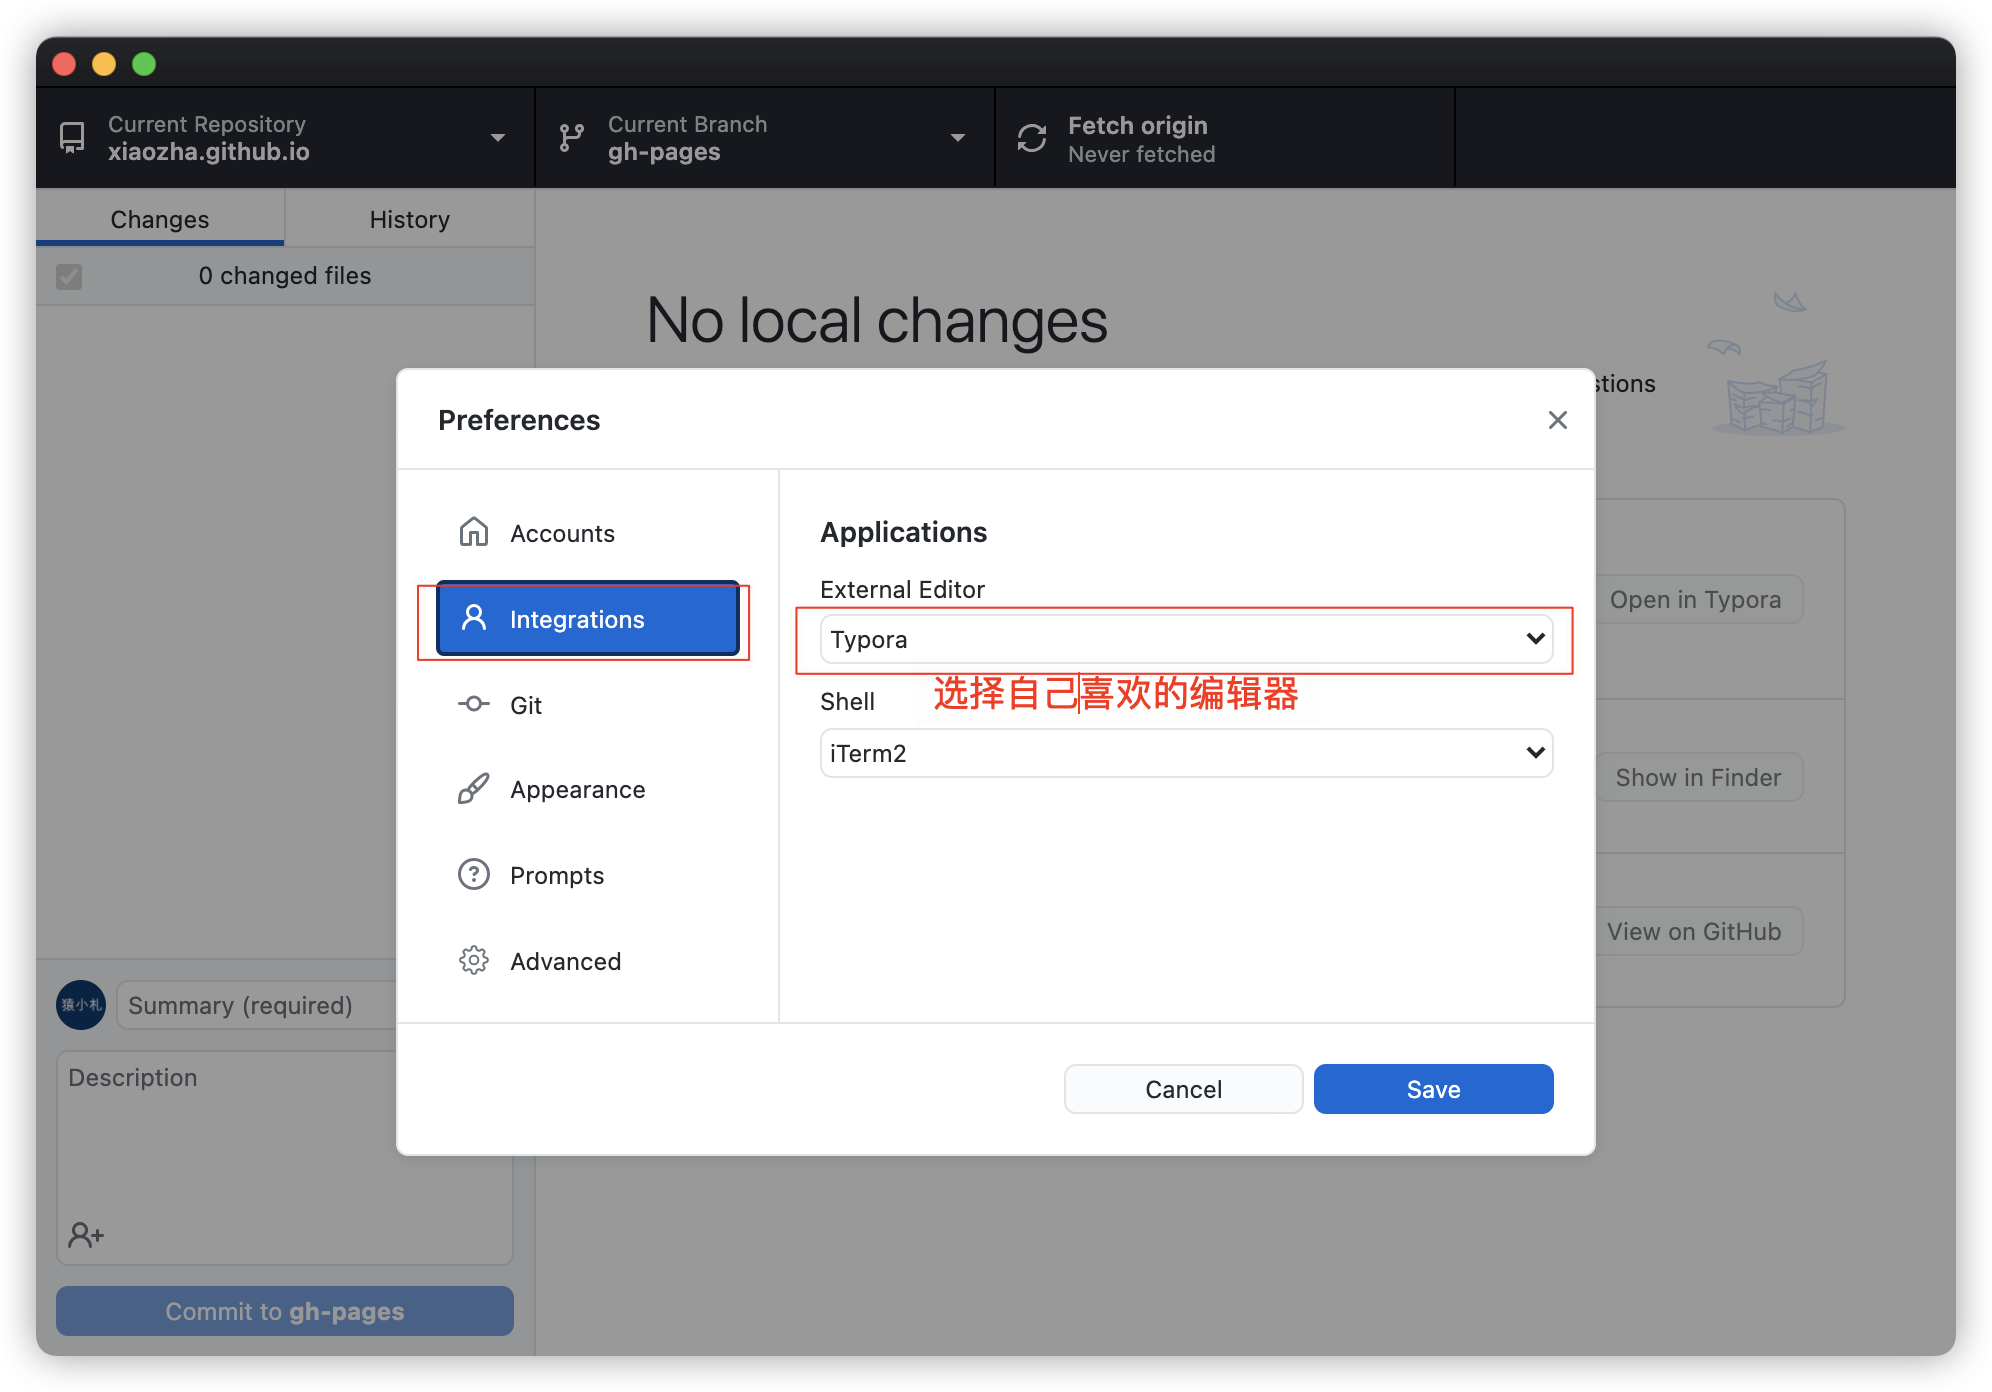 Current Repository
xiaozha.github.io
Current Branch
gh-pages
Fetch origin
Never fetched
Changes
History
0 changed files
No local changes
stions
Preferences
Accounts
Integrations
Git
Appearance
Prompts
Advanced
Applications
External Editor
Typora
选择自己喜欢的编辑器
Shell
iTerm2
Open in Typora
Show in Finder
View on GitHub
Cancel
Save
猿小札
Summary (required)
Description
Commit to gh-pages